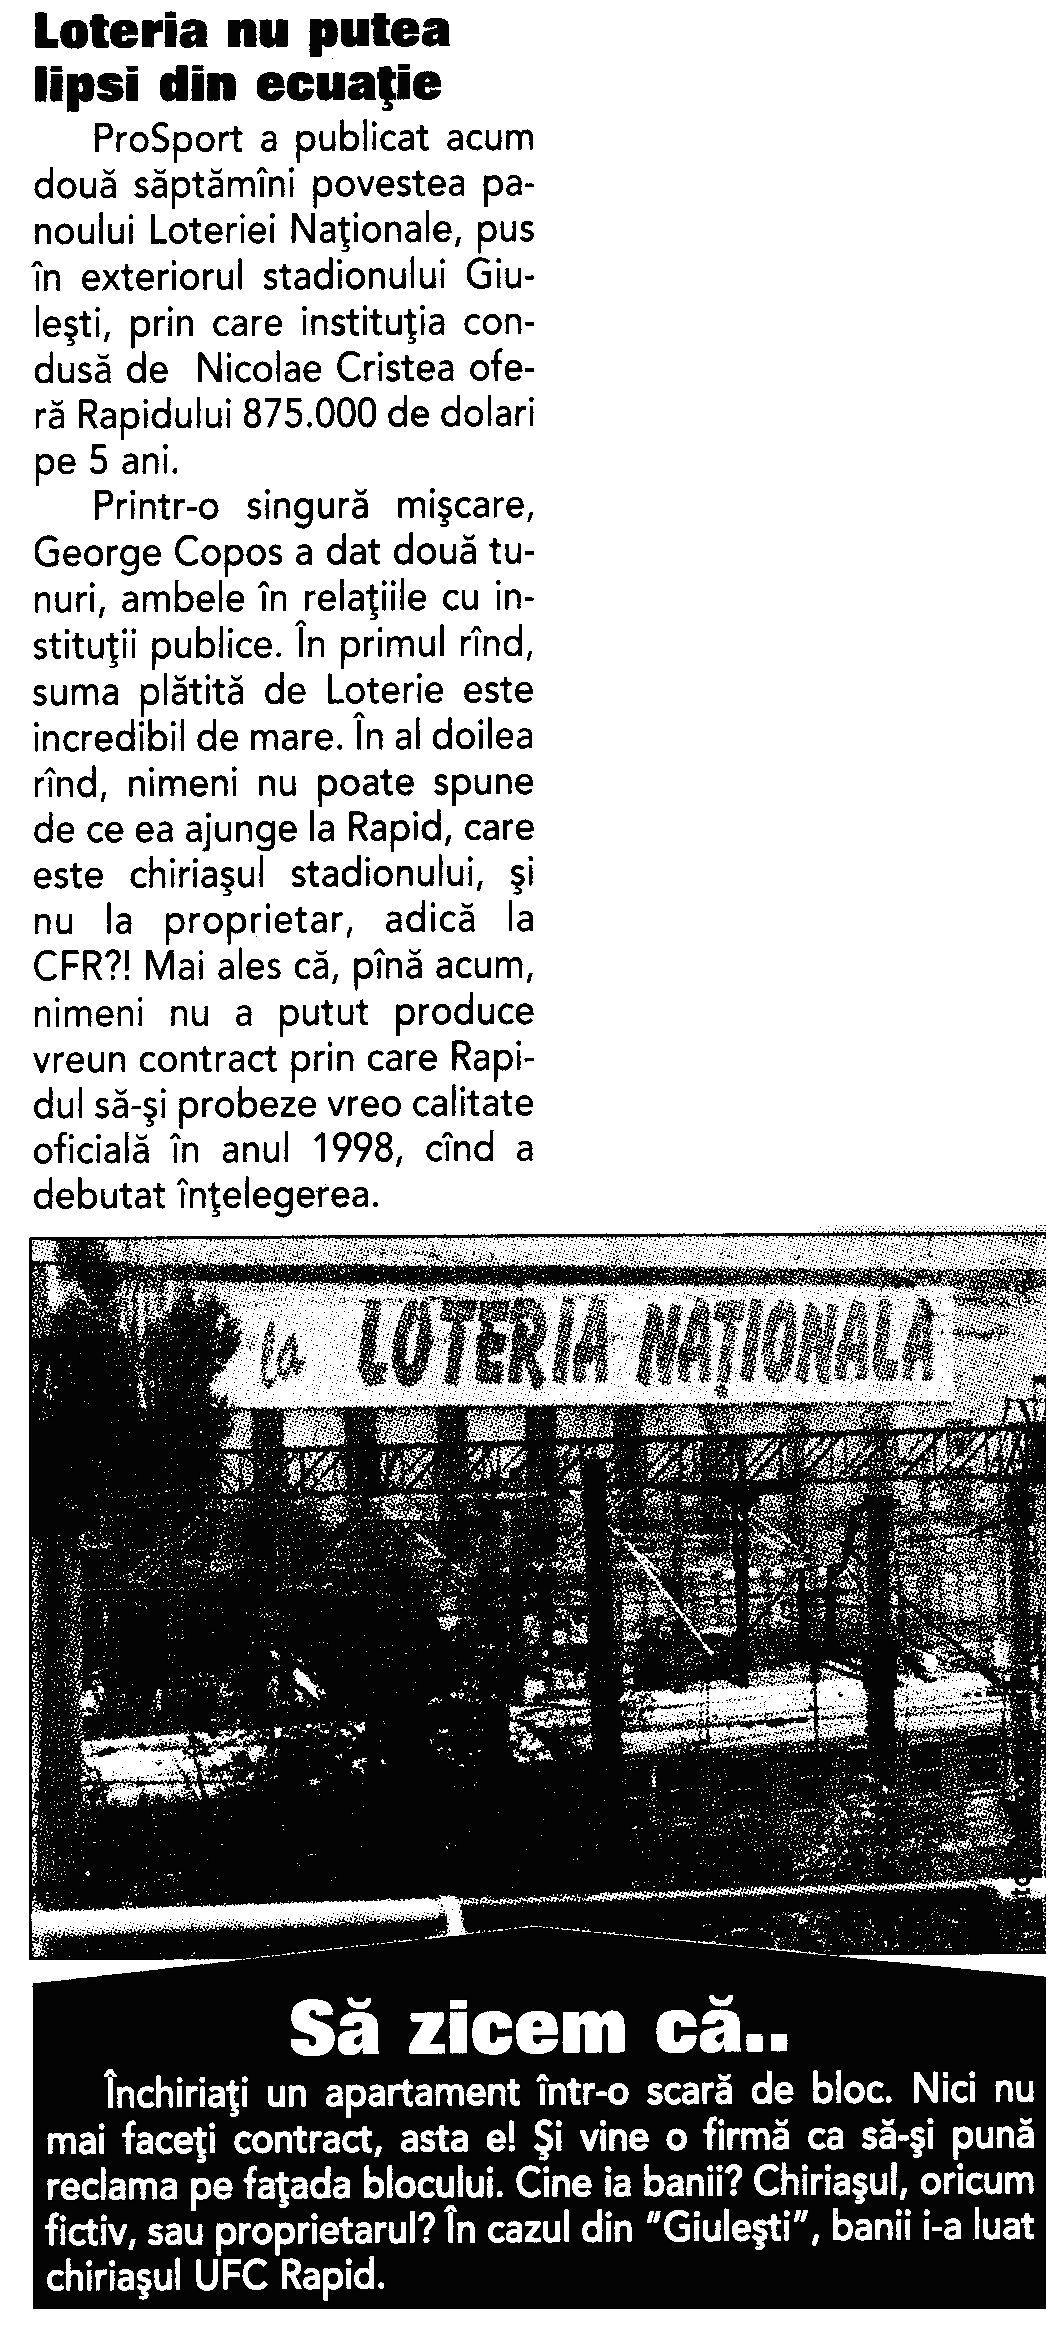 Loteria nu putea
lipsi din ecuaţie
ProSport a publicat acum
două săptămîni povestea pa-
noului Loteriei Naţionale, pus
în exteriorul stadionului Giu-
leşti, prin care instituţia con-
dusă de Nicolae Cristea ofe-
ră Rapidului 875.000 de dolari
pe 5 ani.
Printr-o singură mişcare,
George Copos a dat două tu-
nuri, ambele în relaţiile cu in-
stituţii publice. În primul rînd,
suma plătită de Loterie este
incredibil de mare. În al doilea
rînd, nimeni nu poate spune
de ce ea ajunge la Rapid, care
este chiriaşul stadionului, şi
nu la proprietar, adică la
CFR?! Mai ales că, pînă acum,
nimeni nu a putut produce
vreun contract prin care Rapi-
dul să-şi probeze vreo calitate
oficială în anul 1998, cînd a
debutat înţelegerea.
la LOTERIA NAŢIONALA
Să zicem că..
Închiriaţi un apartament într-o scară de bloc. Nici nu
mai faceţi contract, asta e! Şi vine o firmă ca să-şi pună
reclama pe faţada blocului. Cine ia banii? Chiriaşul, oricum
fictiv, sau proprietarul? În cazul din "Giuleşti", banii i-a luat
chiriaşul UFC Rapid.